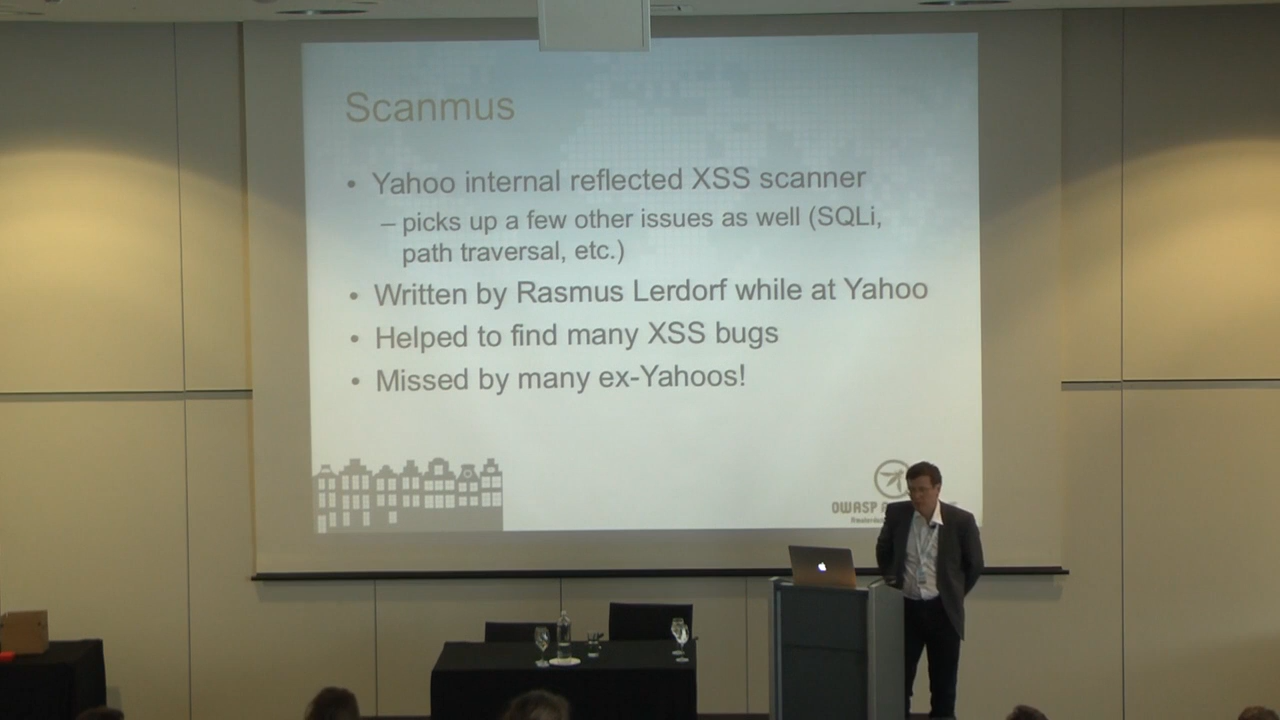 Scanmus
• Yahoo internal reflected XSS scanner
– picks up a few other issues as well (SQLi,
path traversal, etc.)
• Written by Rasmus Lerdorf while at Yahoo
• Helped to find many XSS bugs
• Missed by many ex-Yahoos!
OWASP